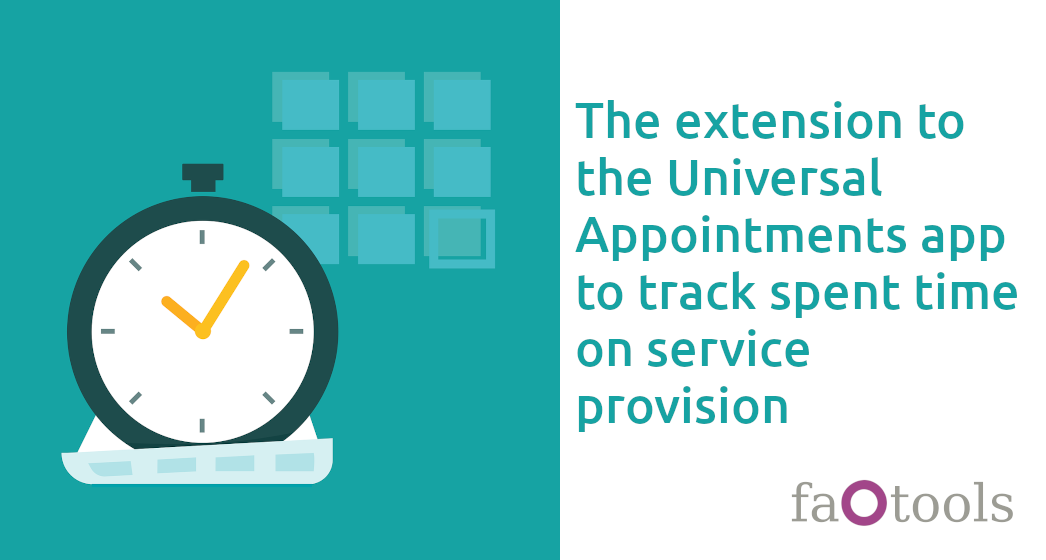 The extension to
the Universal
Appointments app
to track spent time
on service
provision
faOtools